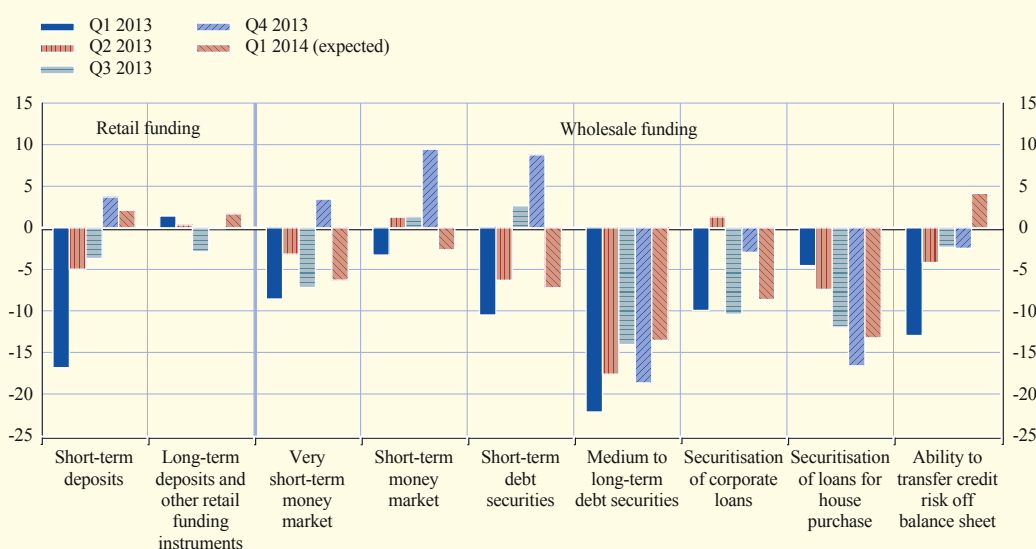 Q1 2013
Q2 2013
Q3 2013
Q4 2013
Q1 2014 (expected)
15
10
5
0
-5
-10
-15
-20
-25
Retail funding
Wholesale funding
15
10
5
0
-5
-10
-15
-20
-25
Short-term
deposits
Long-term
deposits and
other retail
funding
instruments
Very
short-term
money
market
Short-term
money
market
Short-term
debt
securities
Medium to
long-term
debt securities
Securitisation
of corporate
loans
Securitisation
of loans for
house
purchase
Ability to
transfer credit
risk off
balance sheet